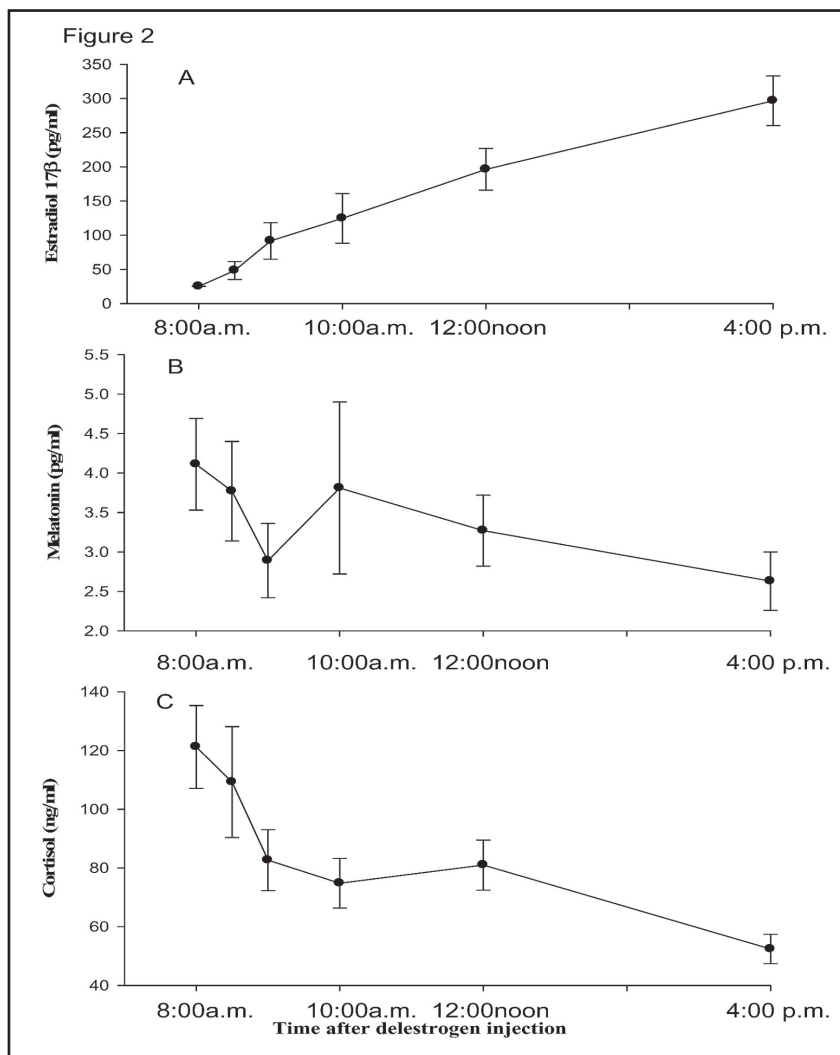 Figure 2
A
Estradiol 17β (pg/ml)
350
300
250
200
150
100
50
0
8:00a.m. 10:00a.m. 12:00noon 4:00 p.m.
B
Melatonin (pg/ml)
5.5
5.0
4.5
4.0
3.5
3.0
2.5
2.0
8:00a.m. 10:00a.m. 12:00noon 4:00 p.m.
C
Cortisol (ng/ml)
140
120
100
80
60
40
8:00a.m. 10:00a.m. 12:00noon 4:00 p.m.
Time after delestrogen injection